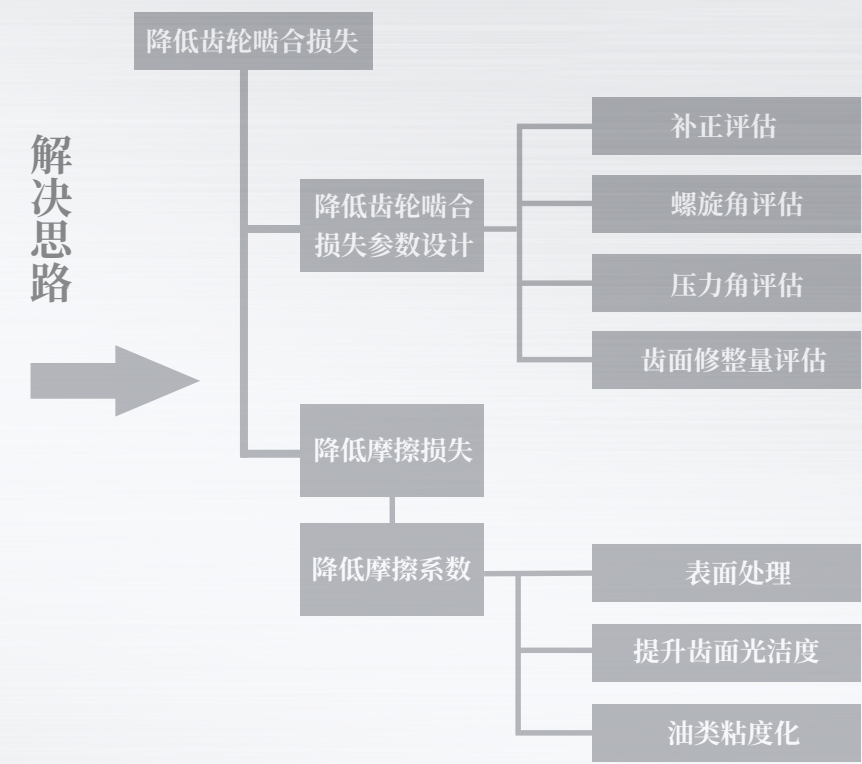 降低齿轮啮合损失
解决思路
降低齿轮啮合
损失参数设计
补正评估
螺旋角评估
压力角评估
齿面修整量评估
降低摩擦损失
降低摩擦系数
表面处理
提升齿面光洁度
油类粘度化